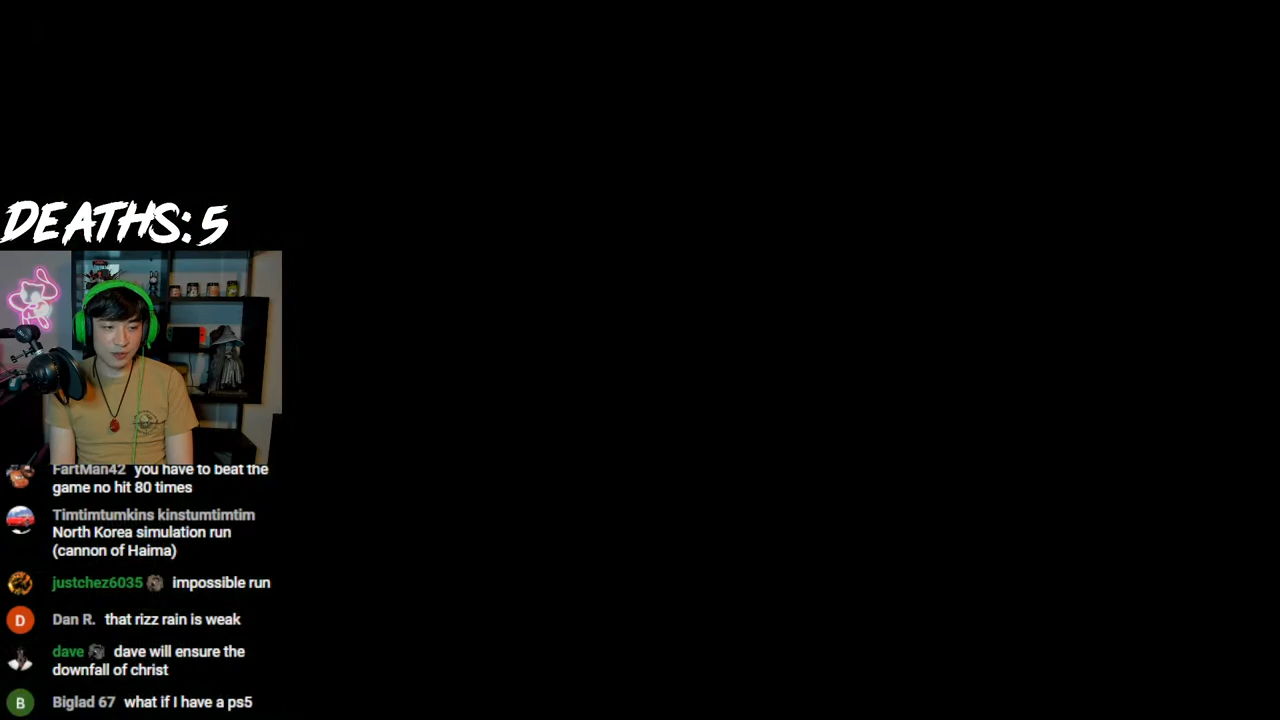 DEATHS: 5
FartMan42 you have to beat the
game no hit 80 times
Timtimtumkins kinstumtimtim
North Korea simulation run
(cannon of Haima)
justchez6035 impossible run
D Dan R. that rizz rain is weak
dave dave will ensure the
downfall of christ
B Biglad 67 what if I have a ps5